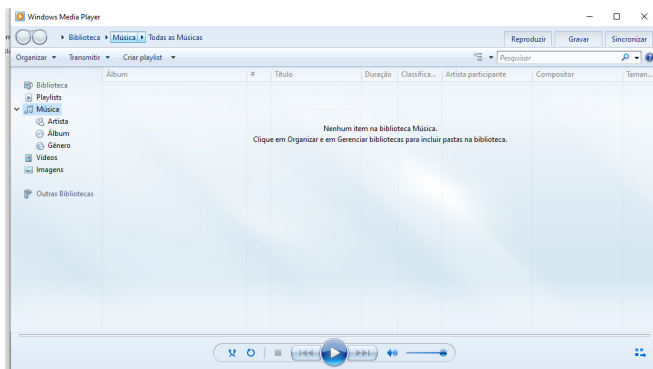 Windows Media Player
Biblioteca Música Todas as Músicas
Reproduzir Gravar Sincronizar
Organizar Transmitir Criar playlist
Pesquisar
Álbum # Título Duração Classifica... Artista participante Compositor Taman...
Biblioteca
Playlists
Música
Artista
Álbum
Gênero
Vídeos
Imagens
Outras Bibliotecas
Nenhum item na biblioteca Música.
Clique em Organizar e em Gerenciar bibliotecas para incluir pastas na biblioteca.